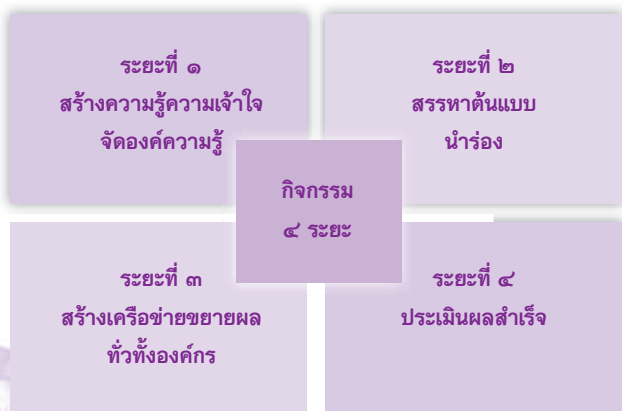 ระยะที่ ๑
สร้างความรู้ความเจ้าใจ
จัดองค์ความรู้
ระยะที่ ๒
สรรหาต้นแบบ
นำร่อง
กิจกรรม
๔ ระยะ
ระยะที่ ๓
สร้างเครือข่ายขยายผล
ทั่วทั้งองค์กร
ระยะที่ ๔
ประเมินผลสำเร็จ